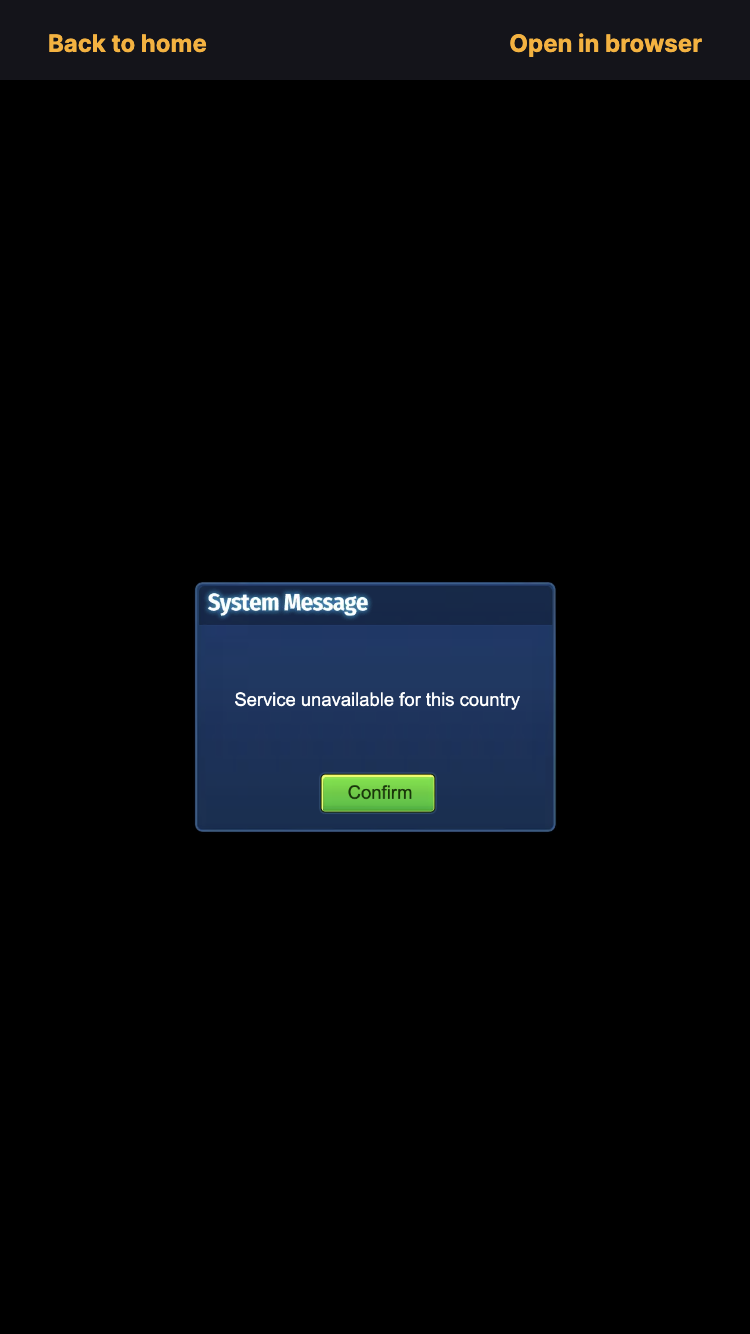 Back to home
Open in browser
System Message
Service unavailable for this country
Confirm